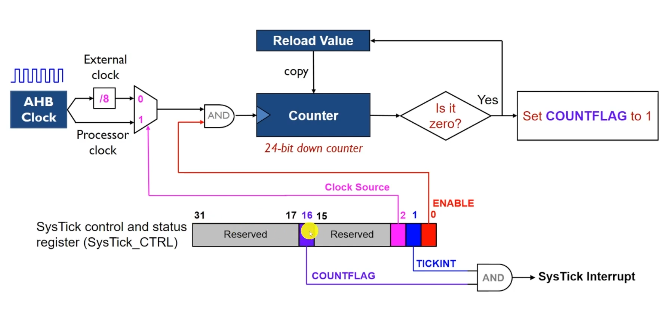 Reload Value
External
clock
copy
/8
0
1
AHB
Clock
Processor
clock
AND
Counter
24-bit down counter
Is it
zero?
Yes
Set COUNTFLAG to 1
Clock Source
ENABLE
31
17
16
15
2
1
0
SysTick control and status
register (SysTick_CTRL)
Reserved
Reserved
TICKINT
COUNTFLAG
AND
SysTick Interrupt